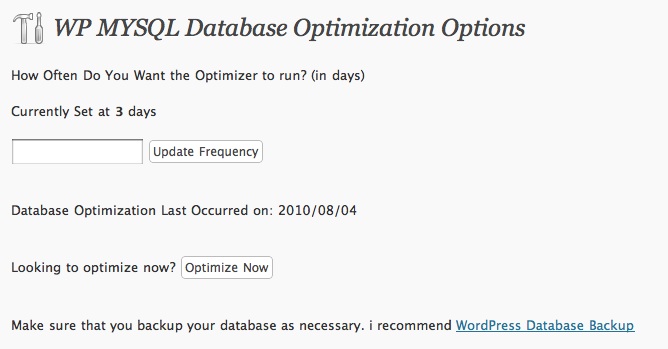 WP MYSQL Database Optimization Options
How Often Do You Want the Optimizer to run? (in days)
Currently Set at 3 days
Update Frequency
Database Optimization Last Occurred on: 2010/08/04
Looking to optimize now? Optimize Now
Make sure that you backup your database as necessary. i recommend WordPress Database Backup